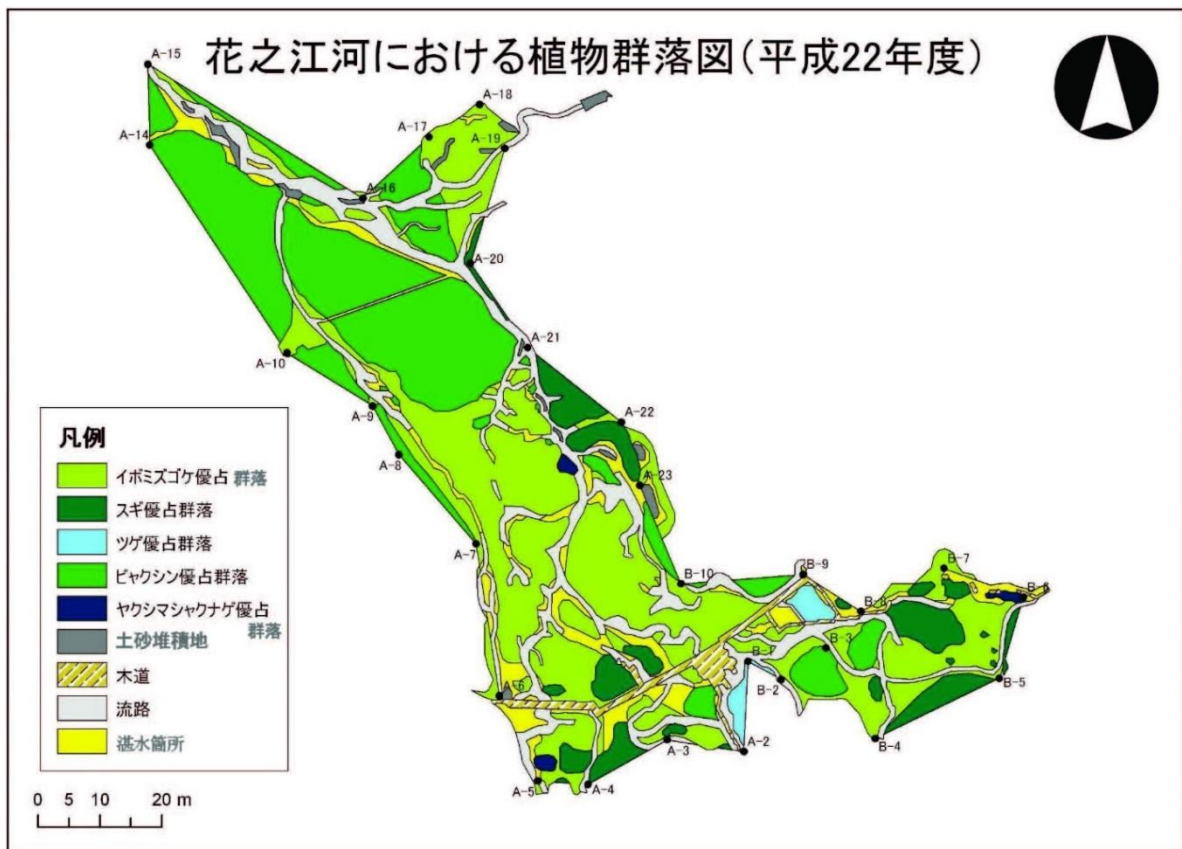 花之江河における植物群落図(平成22年度)
A-15
A-18
A-14
A-17
A-19
A-16
A-20
A-21
A-10
A-9
A-22
A-8
A-23
A-7
B-10
B-9
B-7
B-6
B-8
B-3
B-1
B-2
B-5
A-6
A-3
A-2
B-4
A-5
A-4
凡例
イボミズゴケ優占 群落
スギ優占群落
ツゲ優占群落
ビャクシン優占群落
ヤクシマシャクナゲ優占
群落
土砂堆積地
木道
流路
湛水箇所
0 5 10 20 m